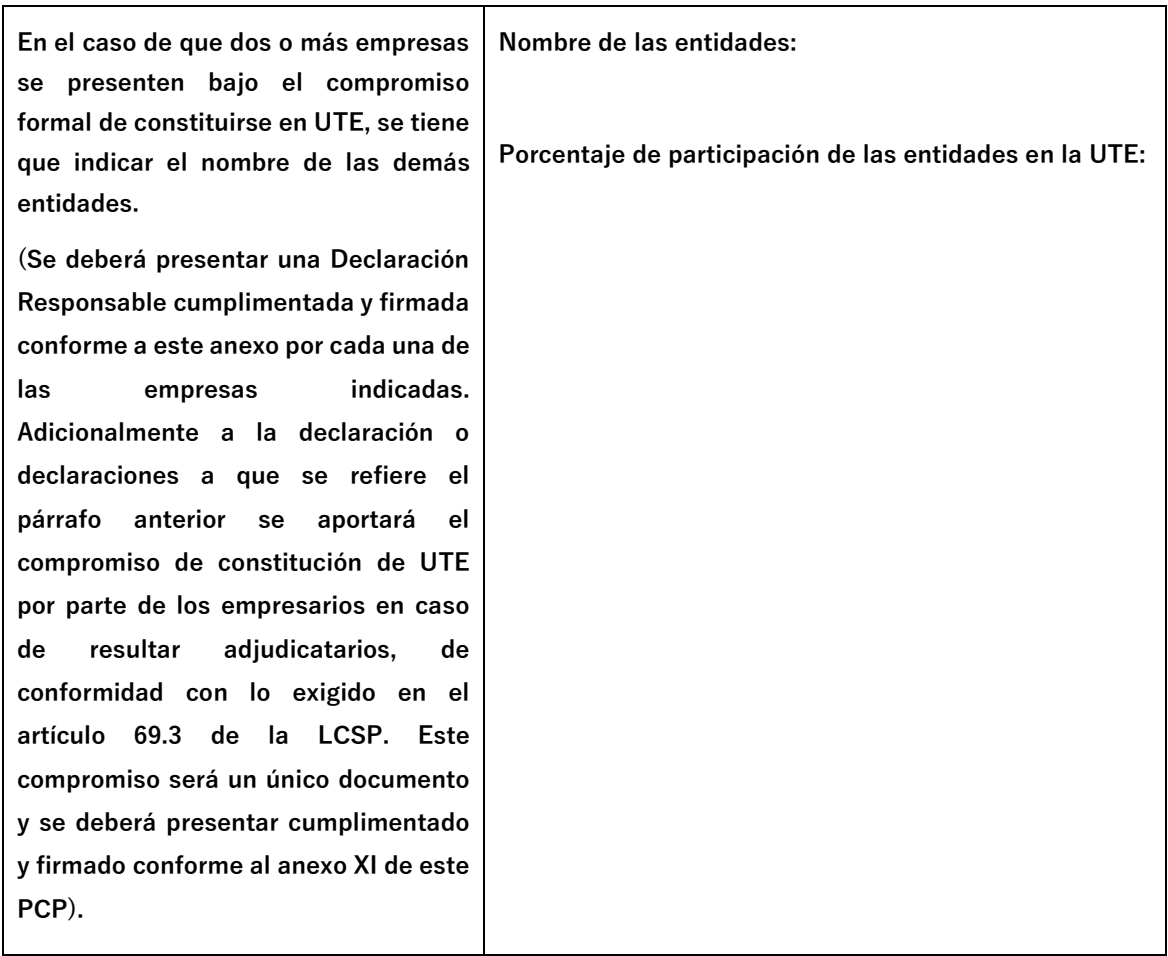 En el caso de que dos o más empresas
se presenten bajo el compromiso
formal de constituirse en UTE, se tiene
que indicar el nombre de las demás
entidades.
(Se deberá presentar una Declaración
Responsable cumplimentada y firmada
conforme a este anexo por cada una de
las empresas indicadas.
Adicionalmente a la declaración o
declaraciones a que se refiere el
párrafo anterior se aportará el
compromiso de constitución de UTE
por parte de los empresarios en caso
de resultar adjudicatarios, de
conformidad con lo exigido en el
artículo 69.3 de la LCSP. Este
compromiso será un único documento
y se deberá presentar cumplimentado
y firmado conforme al anexo XI de este
PCP).
Nombre de las entidades:
Porcentaje de participación de las entidades en la UTE: